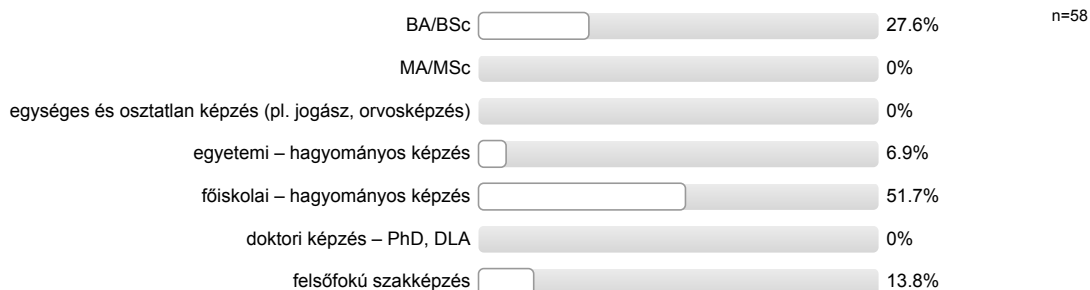 BA/BSc 27.6% n=58
MA/MSc 0%
egységes és osztatlan képzés (pl. jogász, orvosképzés) 0%
egyetemi – hagyományos képzés 6.9%
főiskolai – hagyományos képzés 51.7%
doktori képzés – PhD, DLA 0%
felsőfokú szakképzés 13.8%